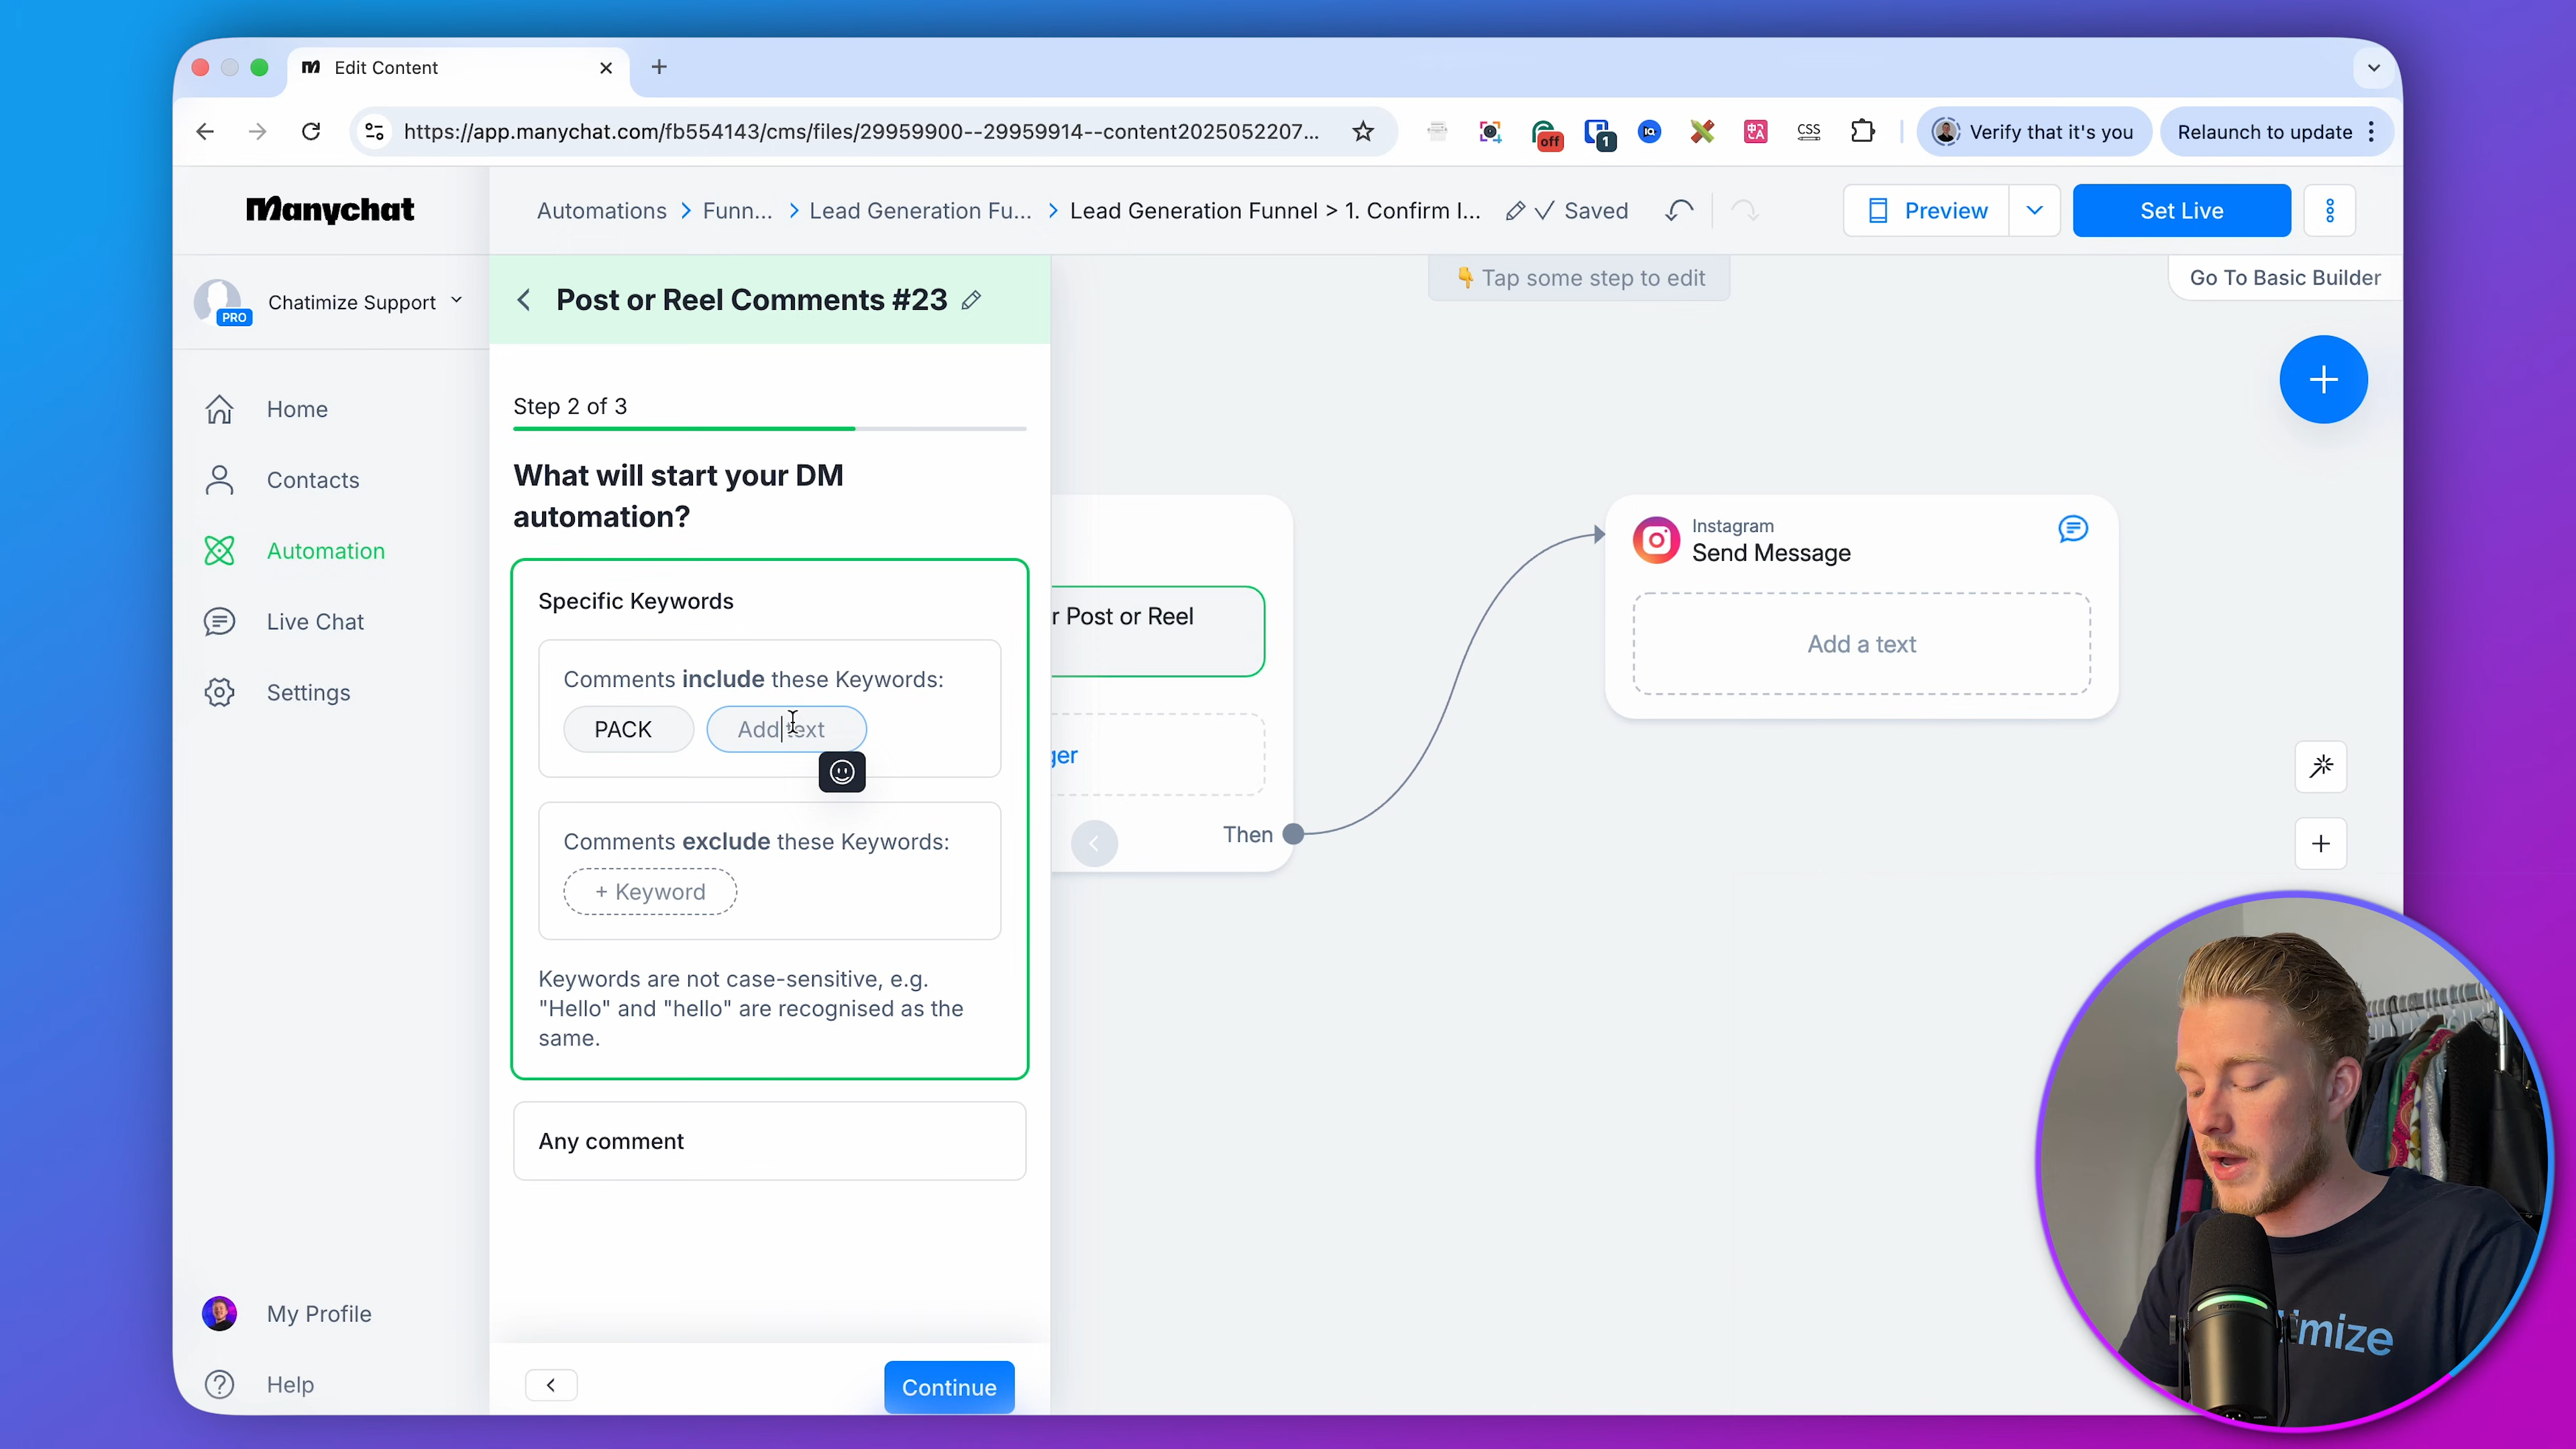 Edit Content
https://app.manychat.com/fb554143/cms/files/29959900--29959914--content2025052207...
off
1
IQ
CSS
Verify that it's you
Relaunch to update
Manychat
Automations > Funn... > Lead Generation Fu... > Lead Generation Funnel > 1. Confirm I...
Saved
Preview
Set Live
PRO
Chatimize Support
Home
Contacts
Automation
Live Chat
Settings
My Profile
Help
Post or Reel Comments #23
Step 2 of 3
What will start your DM
automation?
Specific Keywords
Comments include these Keywords:
PACK
Add text
Comments exclude these Keywords:
+ Keyword
Keywords are not case-sensitive, e.g.
"Hello" and "hello" are recognised as the
same.
Any comment
Continue
👇 Tap some step to edit
Go To Basic Builder
r Post or Reel
ger
Then
Instagram
Send Message
Add a text
imize